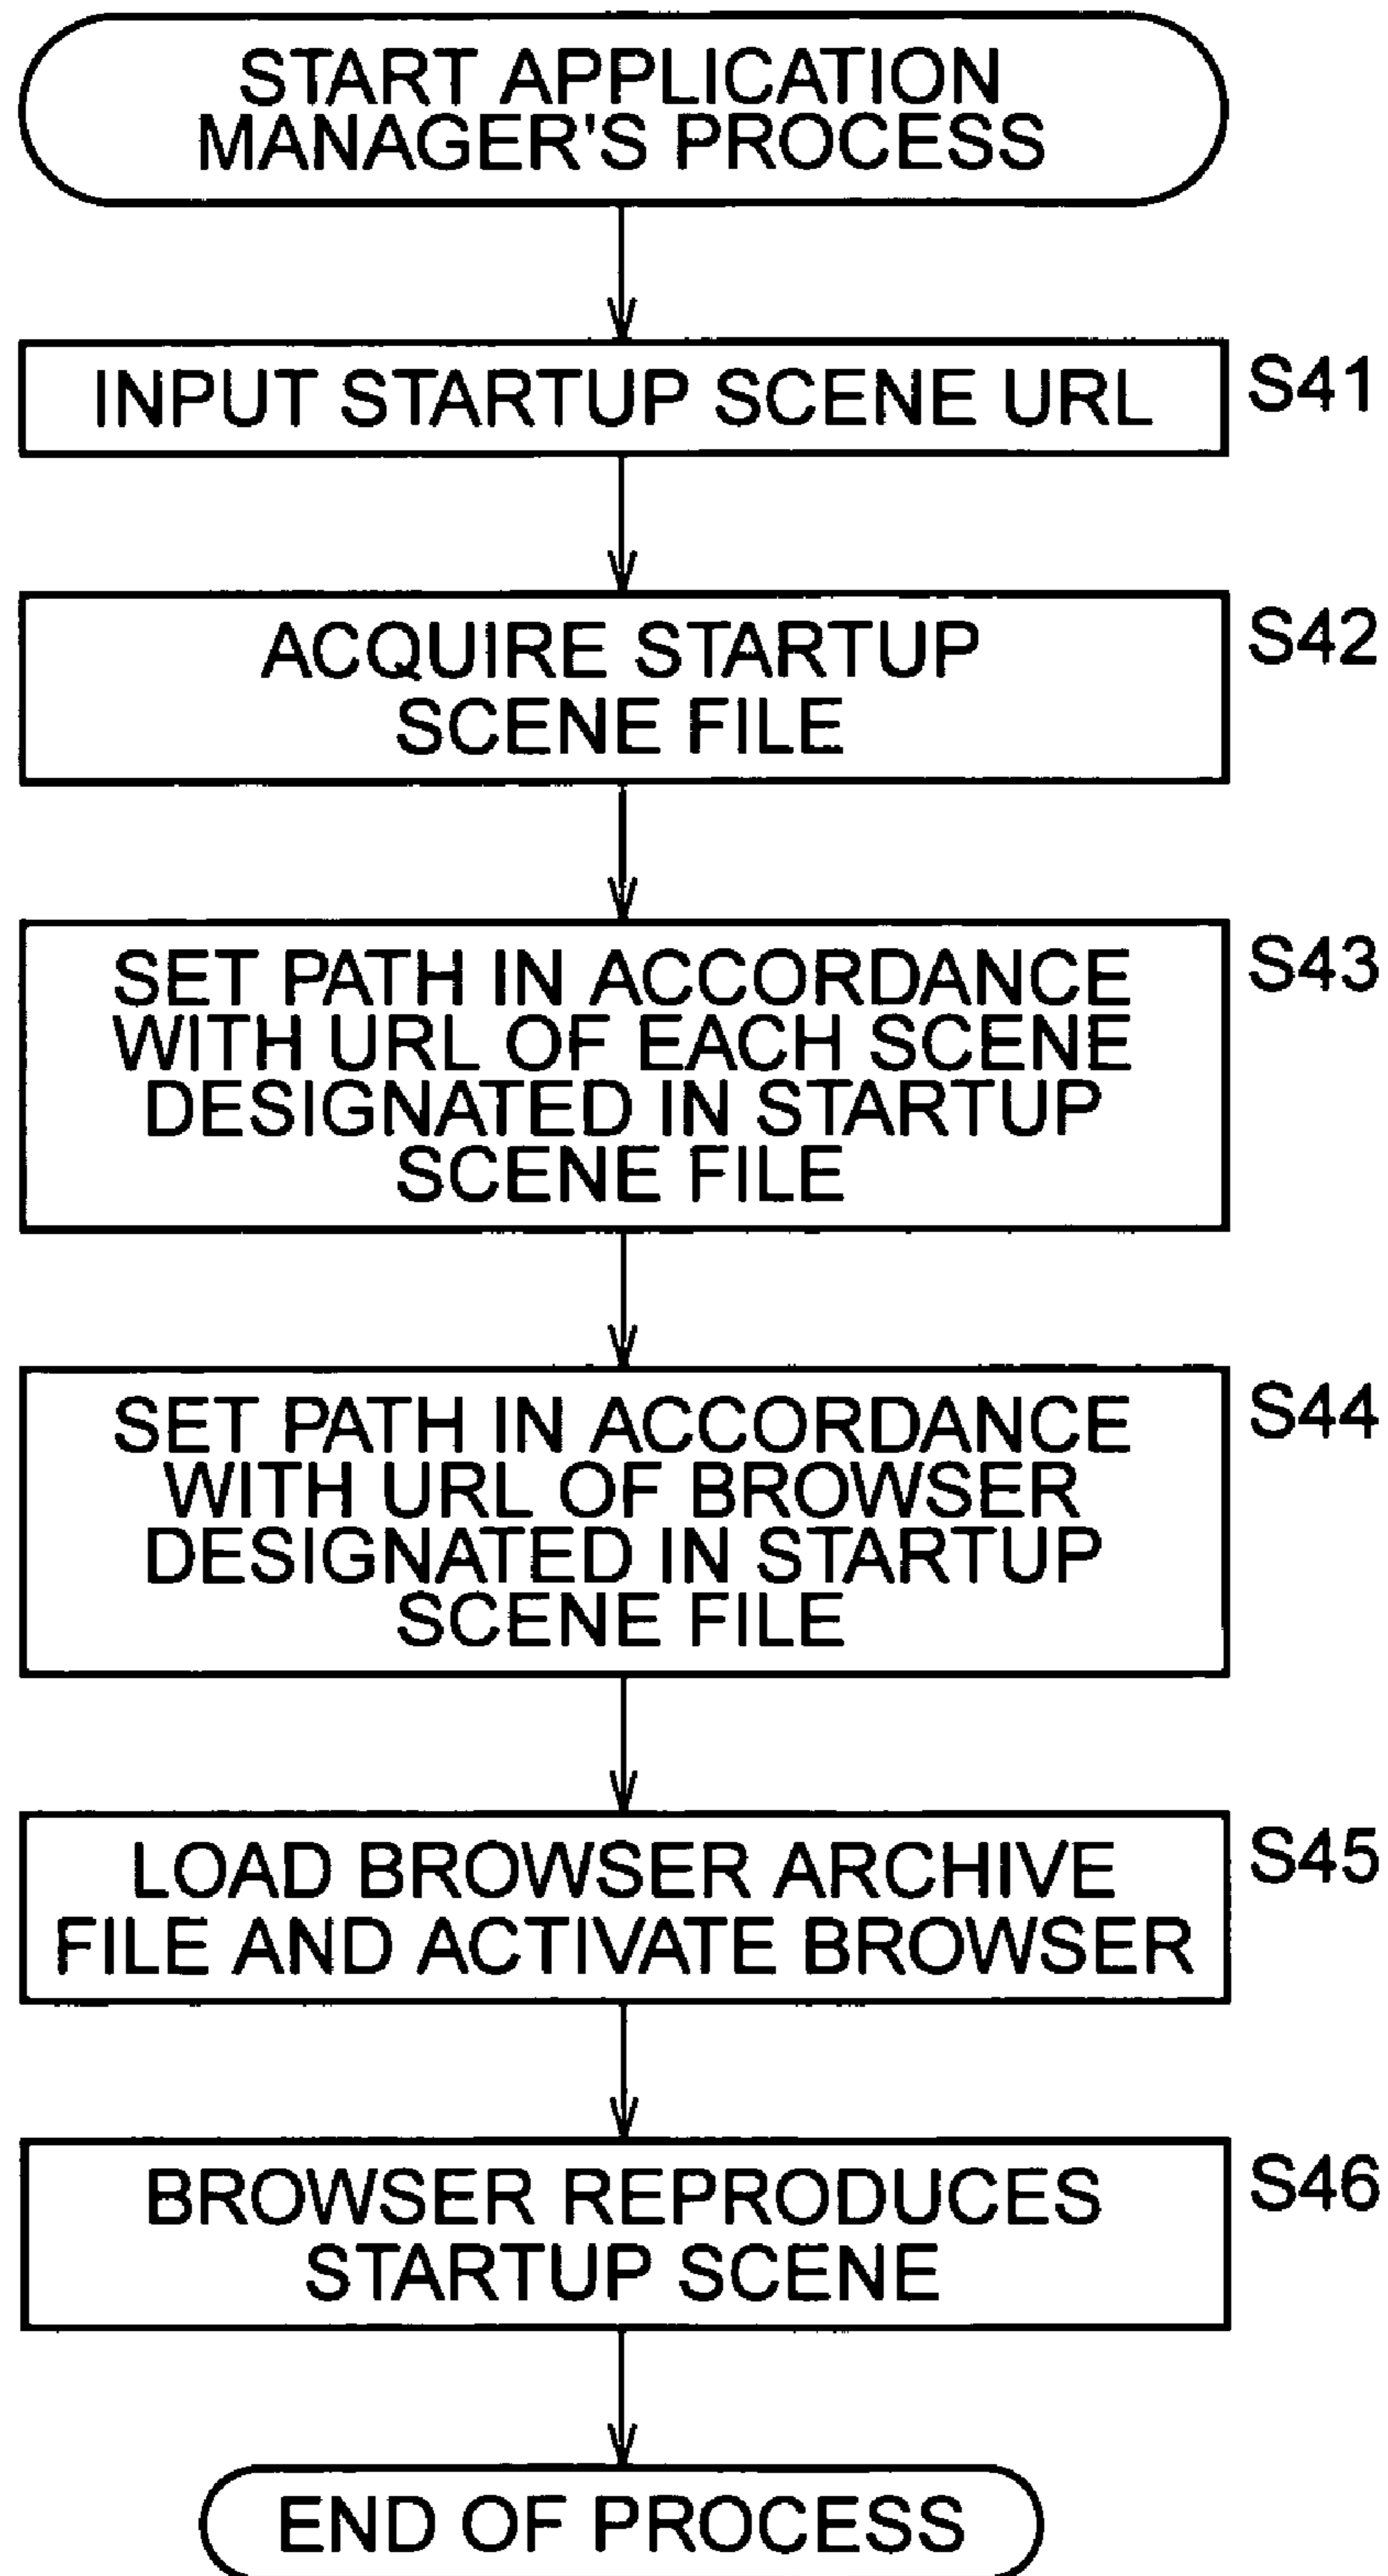 START APPLICATION
MANAGER'S PROCESS
INPUT STARTUP SCENE URL
S41
ACQUIRE STARTUP
SCENE FILE
S42
SET PATH IN ACCORDANCE
WITH URL OF EACH SCENE
DESIGNATED IN STARTUP
SCENE FILE
S43
SET PATH IN ACCORDANCE
WITH URL OF BROWSER
DESIGNATED IN STARTUP
SCENE FILE
S44
LOAD BROWSER ARCHIVE
FILE AND ACTIVATE BROWSER
S45
BROWSER REPRODUCES
STARTUP SCENE
S46
END OF PROCESS